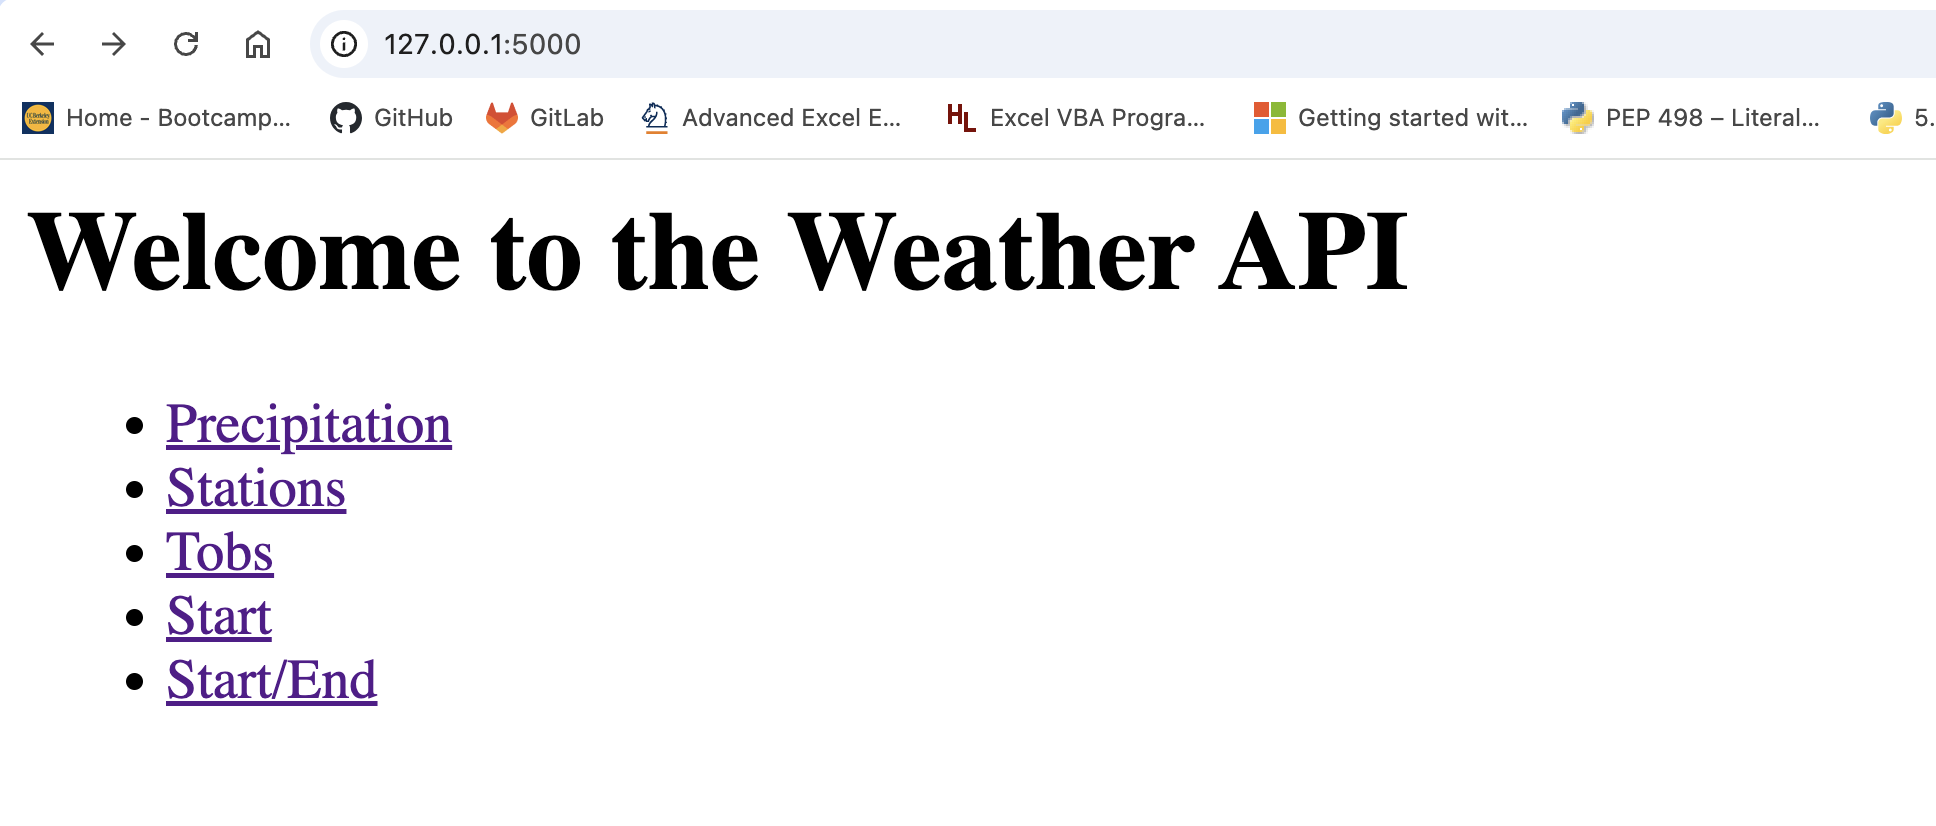 127.0.0.1:5000
Home - Bootcamp... GitHub GitLab Advanced Excel E... HL Excel VBA Progra... Getting started wit... PEP 498 – Literal... 5.
Welcome to the Weather API
• Precipitation
• Stations
• Tobs
• Start
• Start/End